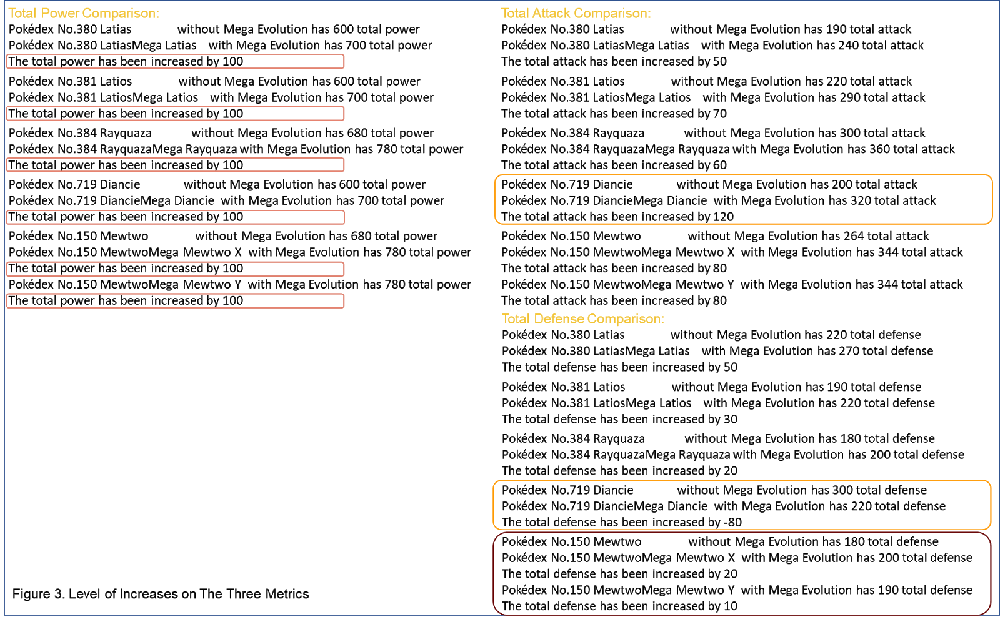 Total Power Comparison:
Pokédex No.380 Latias without Mega Evolution has 600 total power
Pokédex No.380 LatiasMega Latias with Mega Evolution has 700 total power
The total power has been increased by 100
Pokédex No.381 Latios without Mega Evolution has 600 total power
Pokédex No.381 LatiosMega Latios with Mega Evolution has 700 total power
The total power has been increased by 100
Pokédex No.384 Rayquaza without Mega Evolution has 680 total power
Pokédex No.384 RayquazaMega Rayquaza with Mega Evolution has 780 total power
The total power has been increased by 100
Pokédex No.719 Diancie without Mega Evolution has 600 total power
Pokédex No.719 DiancieMega Diancie with Mega Evolution has 700 total power
The total power has been increased by 100
Pokédex No.150 Mewtwo without Mega Evolution has 680 total power
Pokédex No.150 MewtwoMega Mewtwo X with Mega Evolution has 780 total power
The total power has been increased by 100
Pokédex No.150 MewtwoMega Mewtwo Y with Mega Evolution has 780 total power
The total power has been increased by 100
Total Attack Comparison:
Pokédex No.380 Latias without Mega Evolution has 190 total attack
Pokédex No.380 LatiasMega Latias with Mega Evolution has 240 total attack
The total attack has been increased by 50
Pokédex No.381 Latios without Mega Evolution has 220 total attack
Pokédex No.381 LatiosMega Latios with Mega Evolution has 290 total attack
The total attack has been increased by 70
Pokédex No.384 Rayquaza without Mega Evolution has 300 total attack
Pokédex No.384 RayquazaMega Rayquaza with Mega Evolution has 360 total attack
The total attack has been increased by 60
Pokédex No.719 Diancie without Mega Evolution has 200 total attack
Pokédex No.719 DiancieMega Diancie with Mega Evolution has 320 total attack
The total attack has been increased by 120
Pokédex No.150 Mewtwo without Mega Evolution has 264 total attack
Pokédex No.150 MewtwoMega Mewtwo X with Mega Evolution has 344 total attack
The total attack has been increased by 80
Pokédex No.150 MewtwoMega Mewtwo Y with Mega Evolution has 344 total attack
The total attack has been increased by 80
Total Defense Comparison:
Pokédex No.380 Latias without Mega Evolution has 220 total defense
Pokédex No.380 LatiasMega Latias with Mega Evolution has 270 total defense
The total defense has been increased by 50
Pokédex No.381 Latios without Mega Evolution has 190 total defense
Pokédex No.381 LatiosMega Latios with Mega Evolution has 220 total defense
The total defense has been increased by 30
Pokédex No.384 Rayquaza without Mega Evolution has 180 total defense
Pokédex No.384 RayquazaMega Rayquaza with Mega Evolution has 200 total defense
The total defense has been increased by 20
Pokédex No.719 Diancie without Mega Evolution has 300 total defense
Pokédex No.719 DiancieMega Diancie with Mega Evolution has 220 total defense
The total defense has been increased by -80
Pokédex No.150 Mewtwo without Mega Evolution has 180 total defense
Pokédex No.150 MewtwoMega Mewtwo X with Mega Evolution has 200 total defense
The total defense has been increased by 20
Pokédex No.150 MewtwoMega Mewtwo Y with Mega Evolution has 190 total defense
The total defense has been increased by 10
Figure 3. Level of Increases on The Three Metrics